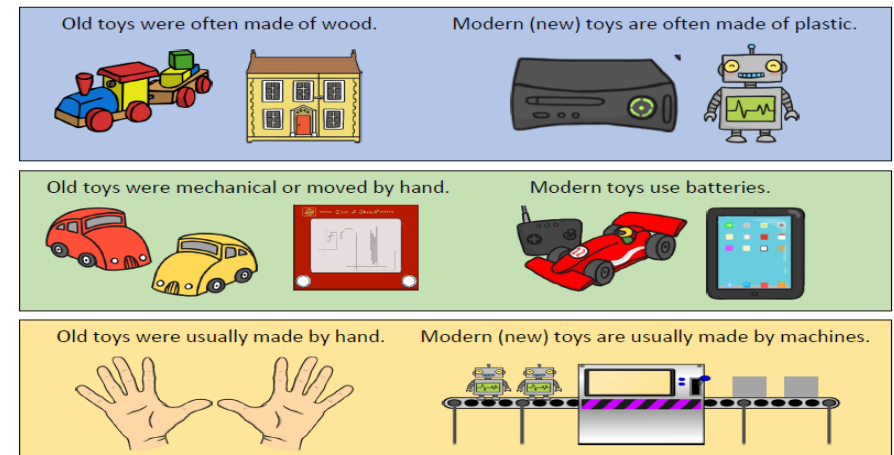 Old toys were often made of wood.
Modern (new) toys are often made of plastic.
Old toys were mechanical or moved by hand.
Modern toys use batteries.
Old toys were usually made by hand.
Modern (new) toys are usually made by machines.